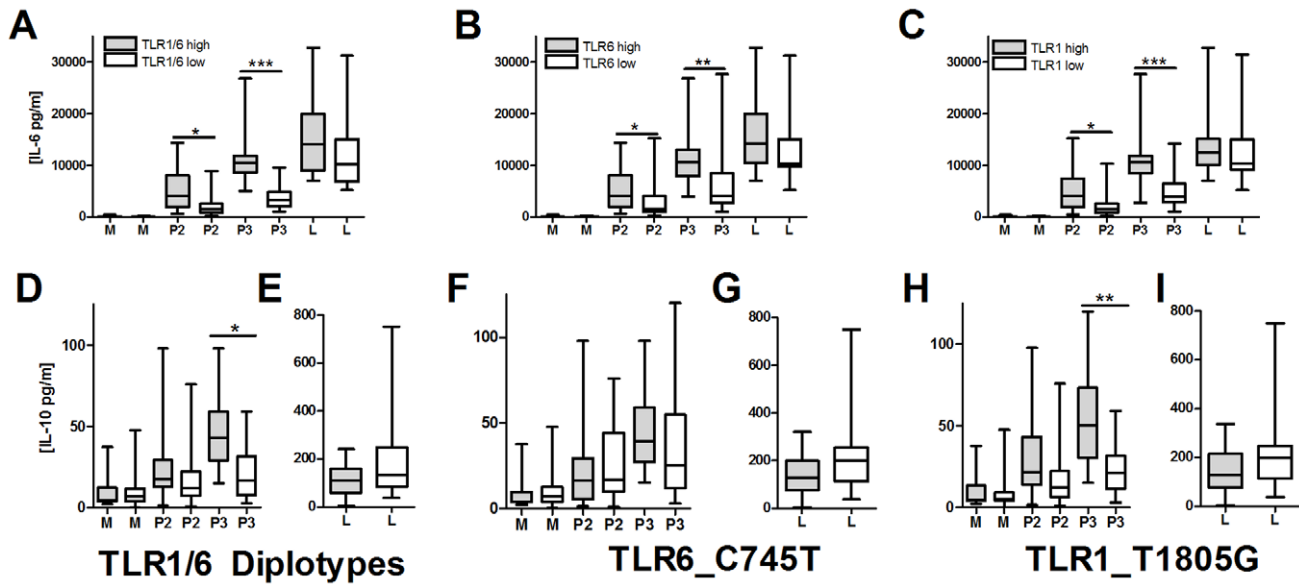 A
TLR1/6 high
TLR1/6 low
[IL-6 pg/m]
30000
20000
10000
0
* ***
M M P2 P2 P3 P3 L L
B
TLR6 high
TLR6 low
30000
20000
10000
0
* **
M M P2 P2 P3 P3 L L
C
TLR1 high
TLR1 low
30000
20000
10000
0
* ***
M M P2 P2 P3 P3 L L
D
[IL-10 pg/m]
100
50
0
*
M M P2 P2 P3 P3
E
800
600
400
200
0
L L
F
100
50
0
M M P2 P2 P3 P3
G
800
600
400
200
0
L L
H
100
50
0
**
M M P2 P2 P3 P3
I
800
600
400
200
0
L L
TLR1/6 Diplotypes
TLR6_C745T
TLR1_T1805G